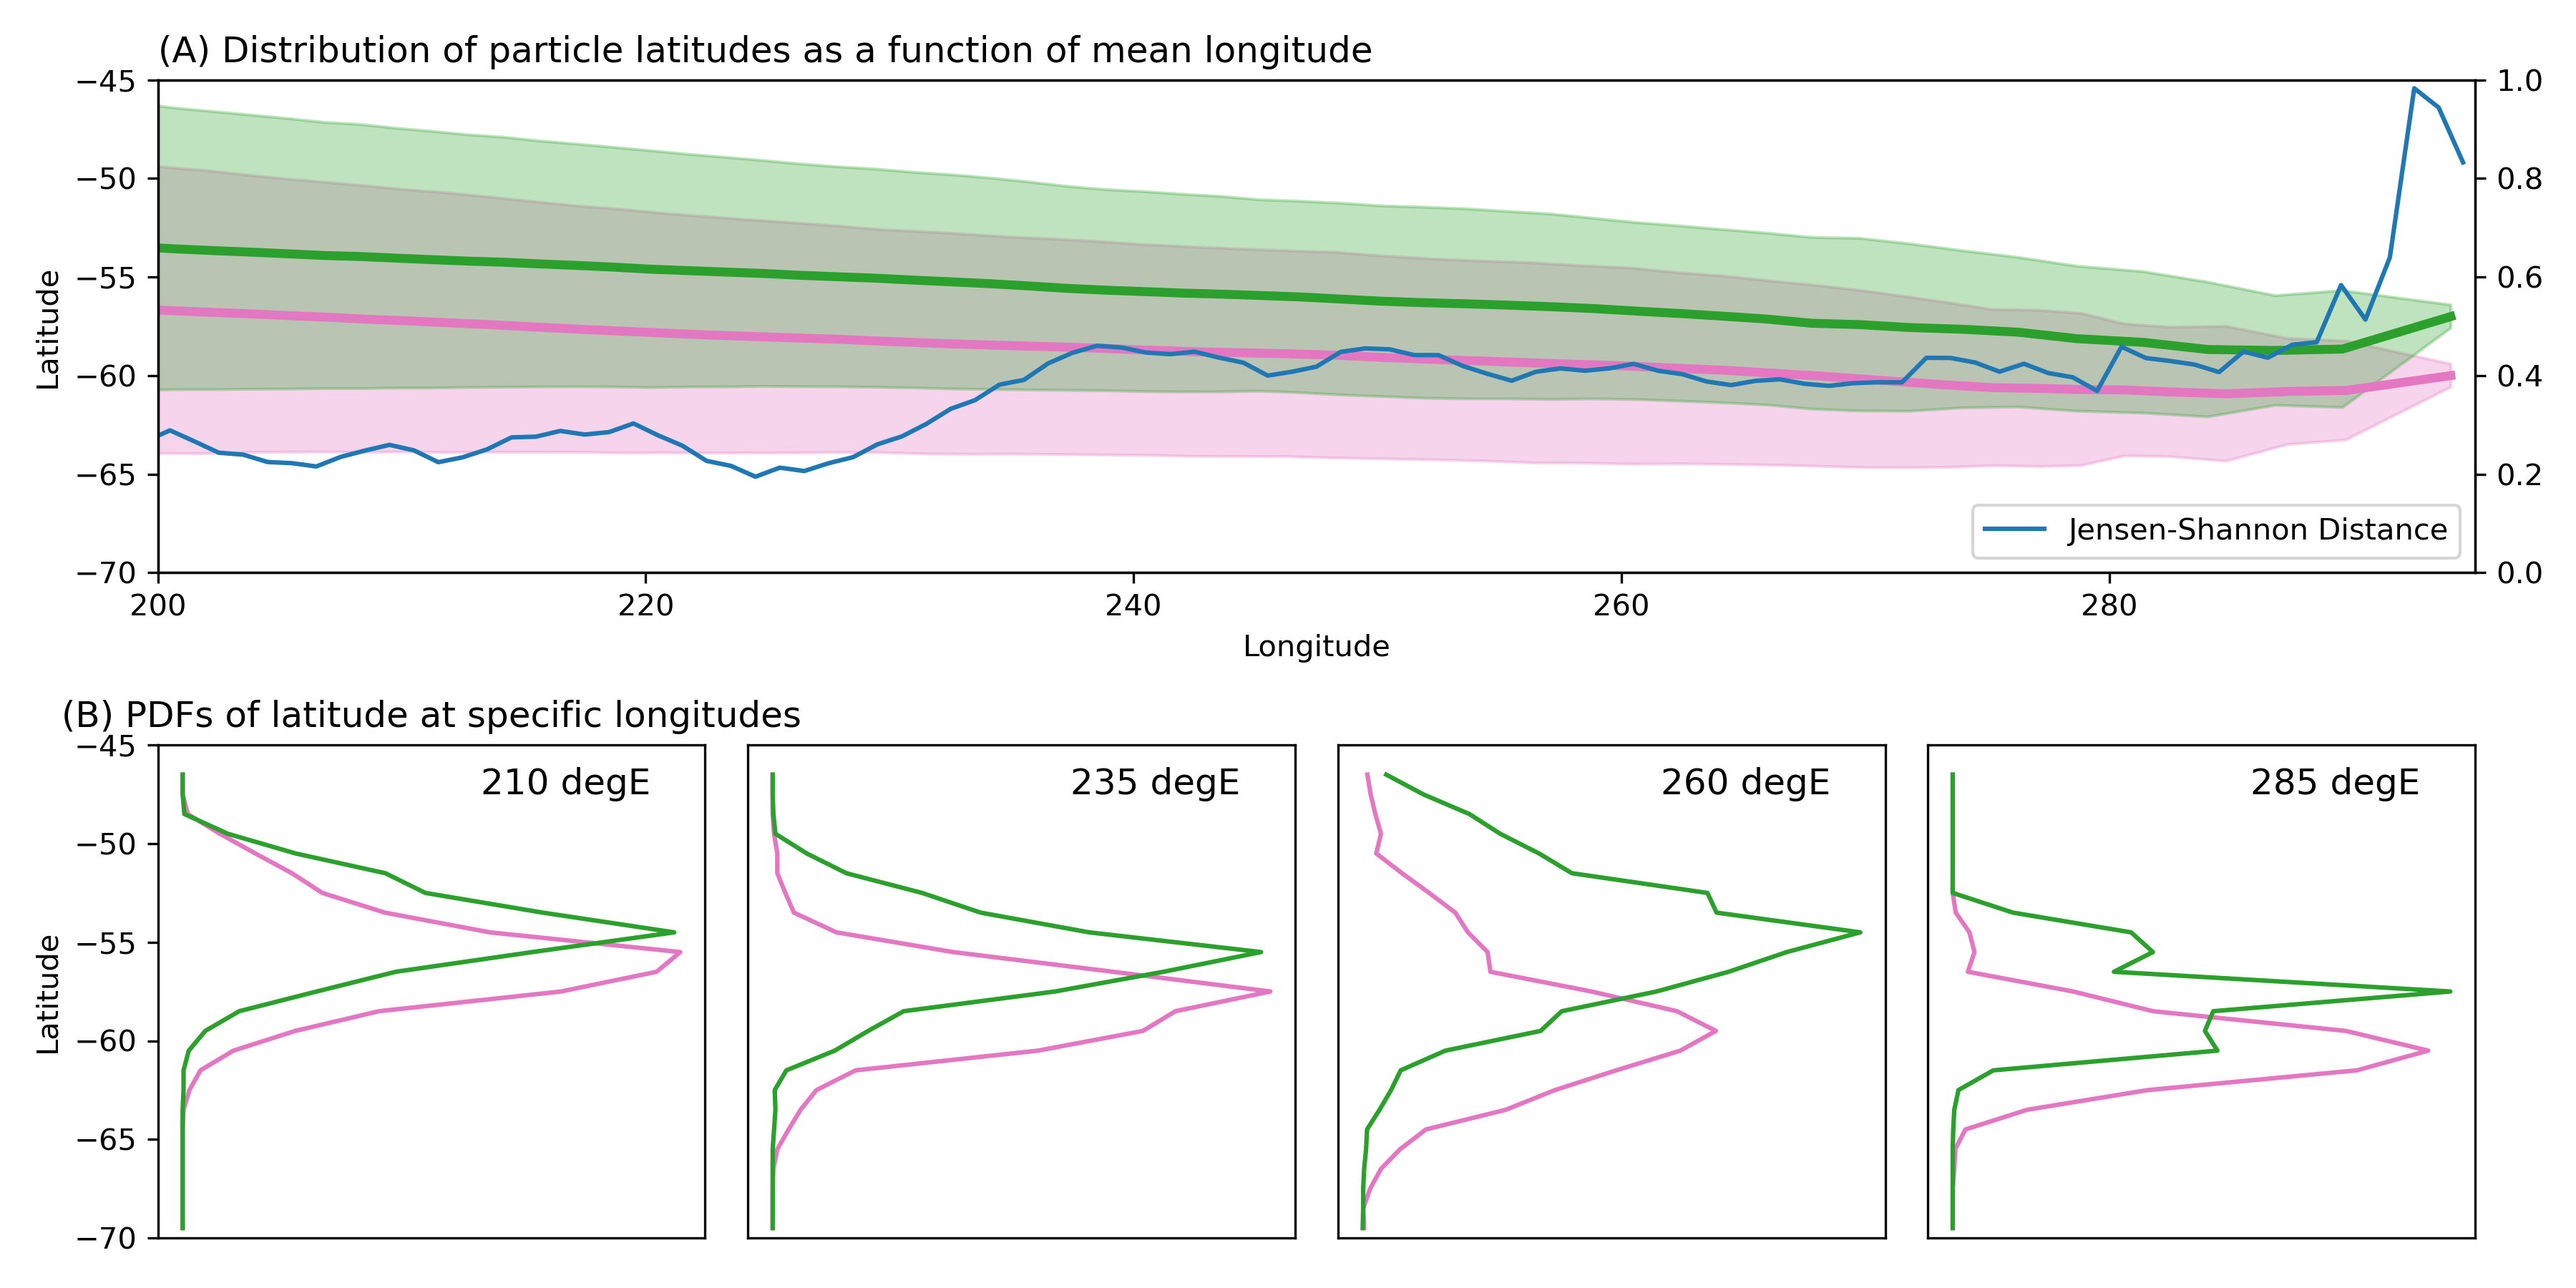 (A) Distribution of particle latitudes as a function of mean longitude
−45
−50
−55
−60
−65
−70
Latitude
1.0
0.8
0.6
0.4
0.2
0.0
Jensen-Shannon Distance
200 220 240 260 280
Longitude
(B) PDFs of latitude at specific longitudes
−45
−50
−55
−60
−65
−70
Latitude
210 degE
235 degE
260 degE
285 degE